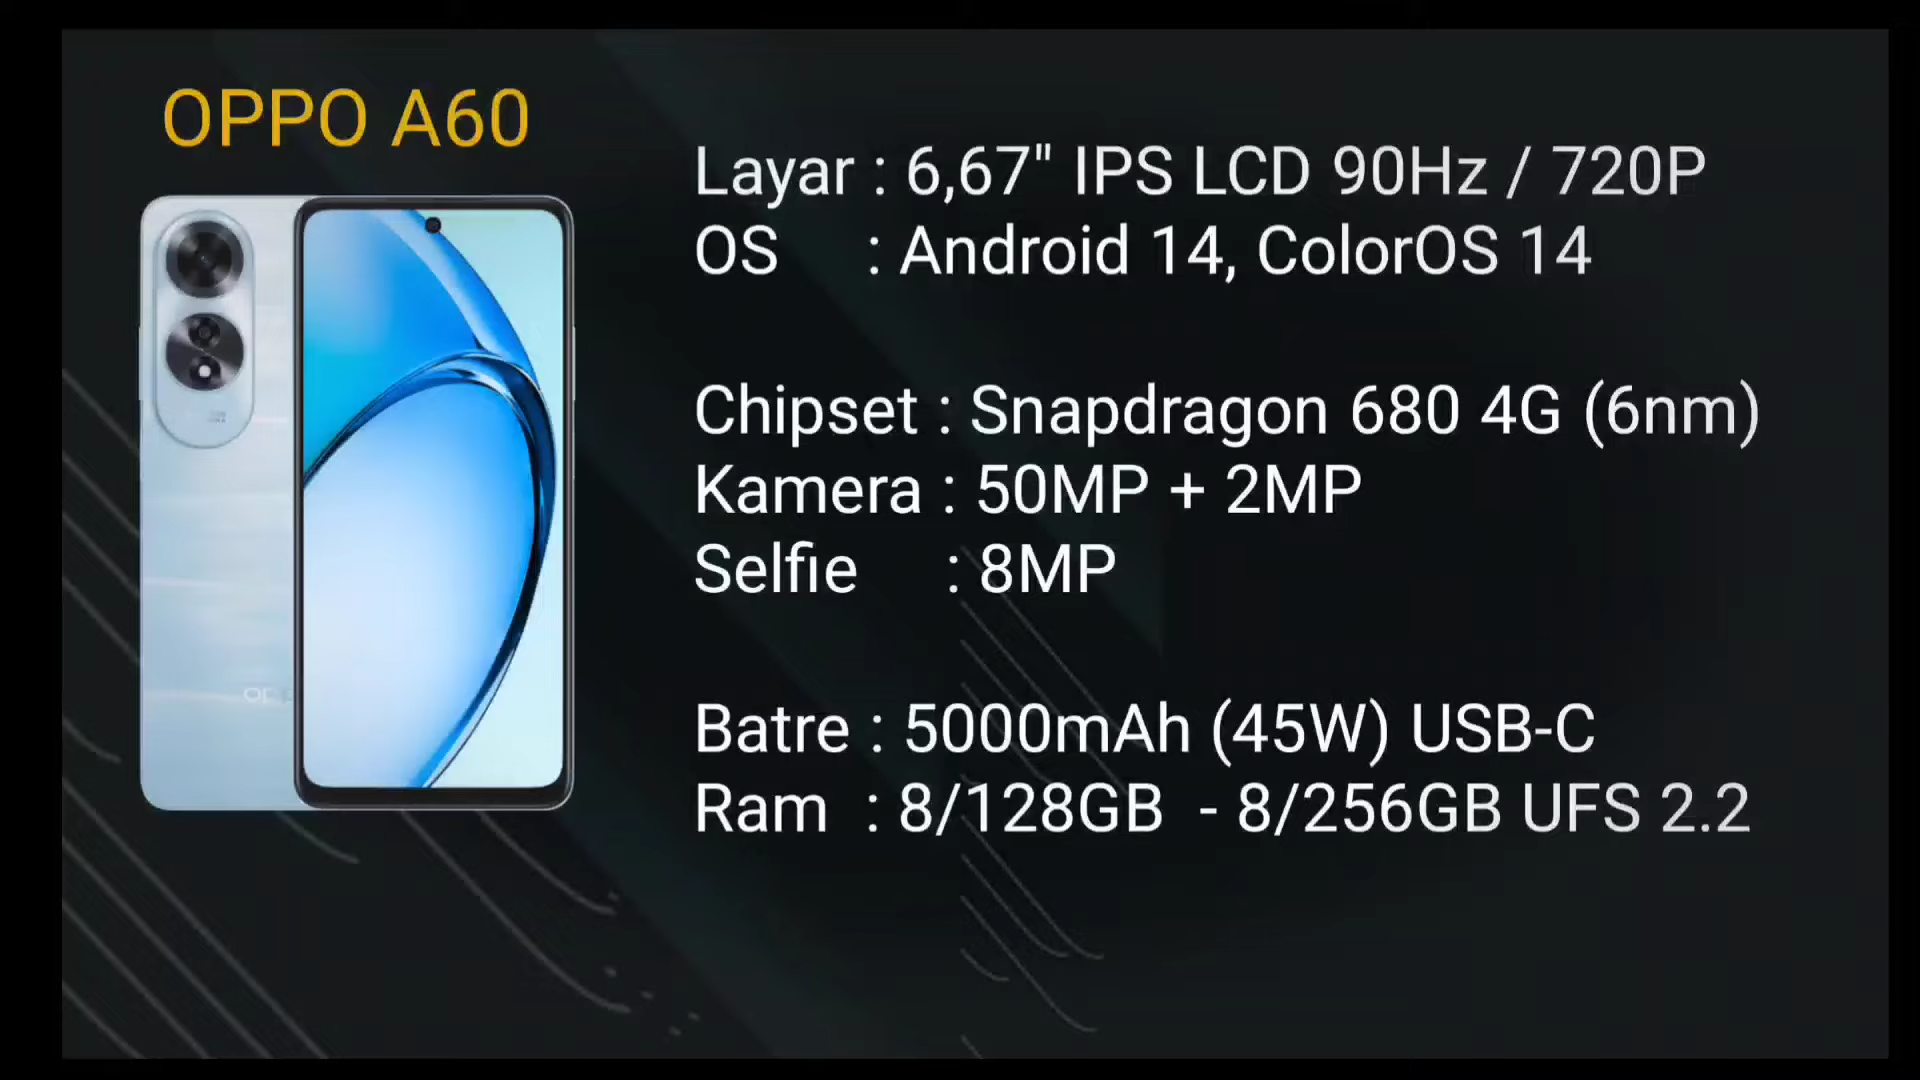 OPPO A60
Layar : 6,67" IPS LCD 90Hz / 720P
OS : Android 14, ColorOS 14
Chipset : Snapdragon 680 4G (6nm)
Kamera : 50MP + 2MP
Selfie : 8MP
Batre : 5000mAh (45W) USB-C
Ram : 8/128GB - 8/256GB UFS 2.2